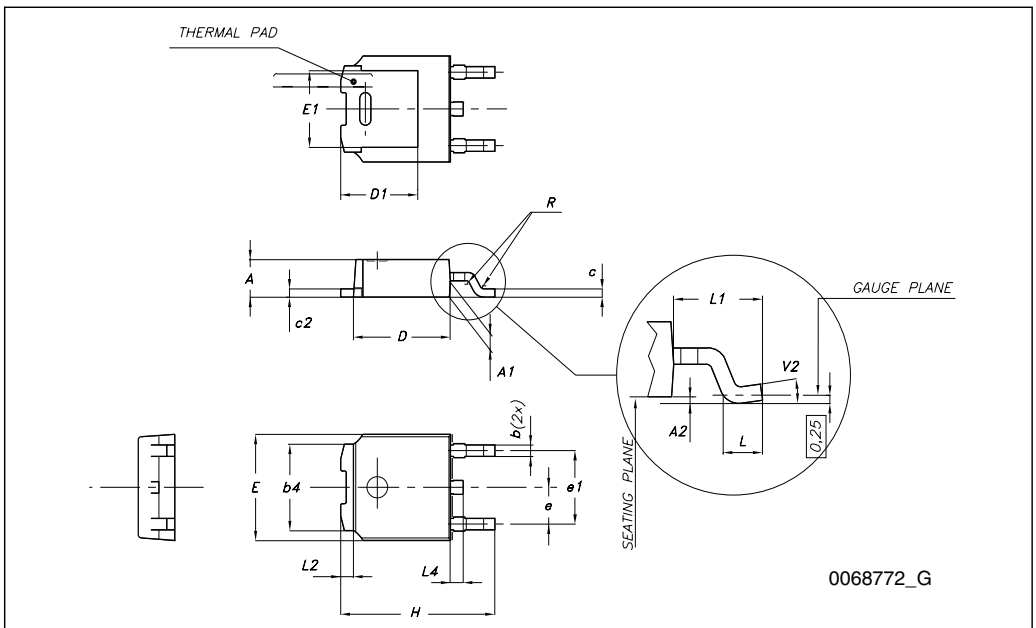 THERMAL PAD
E1
D1
R
A
c2
D
A1
c
L1
GAUGE PLANE
V2
A2
L
0,25
SEATING PLANE
b(2x)
E
b4
e
e1
L2
L4
H
0068772_G